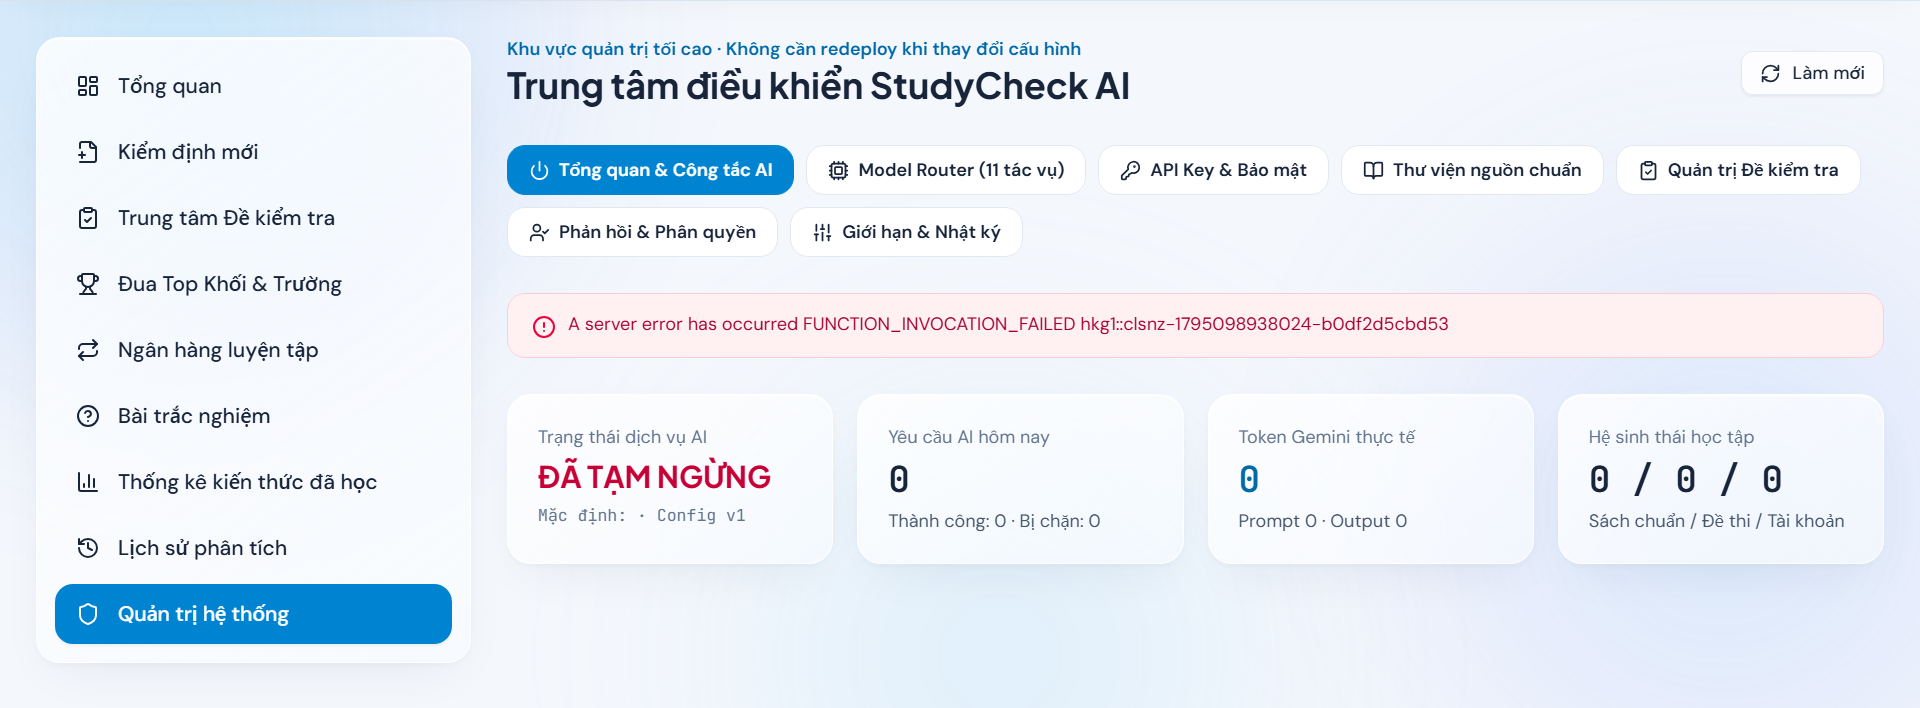 Tổng quan
Kiểm định mới
Trung tâm Đề kiểm tra
Đua Top Khối & Trường
Ngân hàng luyện tập
Bài trắc nghiệm
Thống kê kiến thức đã học
Lịch sử phân tích
Quản trị hệ thống
Khu vực quản trị tối cao · Không cần redeploy khi thay đổi cấu hình
Trung tâm điều khiển StudyCheck AI
Làm mới
Tổng quan & Công tắc AI
Model Router (11 tác vụ)
API Key & Bảo mật
Thư viện nguồn chuẩn
Quản trị Đề kiểm tra
Phản hồi & Phân quyền
Giới hạn & Nhật ký
A server error has occurred FUNCTION_INVOCATION_FAILED hkg1::clsnz-1795098938024-b0df2d5cbd53
Trạng thái dịch vụ AI
ĐÃ TẠM NGỪNG
Mặc định: · Config v1
Yêu cầu AI hôm nay
0
Thành công: 0 · Bị chặn: 0
Token Gemini thực tế
0
Prompt 0 · Output 0
Hệ sinh thái học tập
0 / 0 / 0
Sách chuẩn / Đề thi / Tài khoản